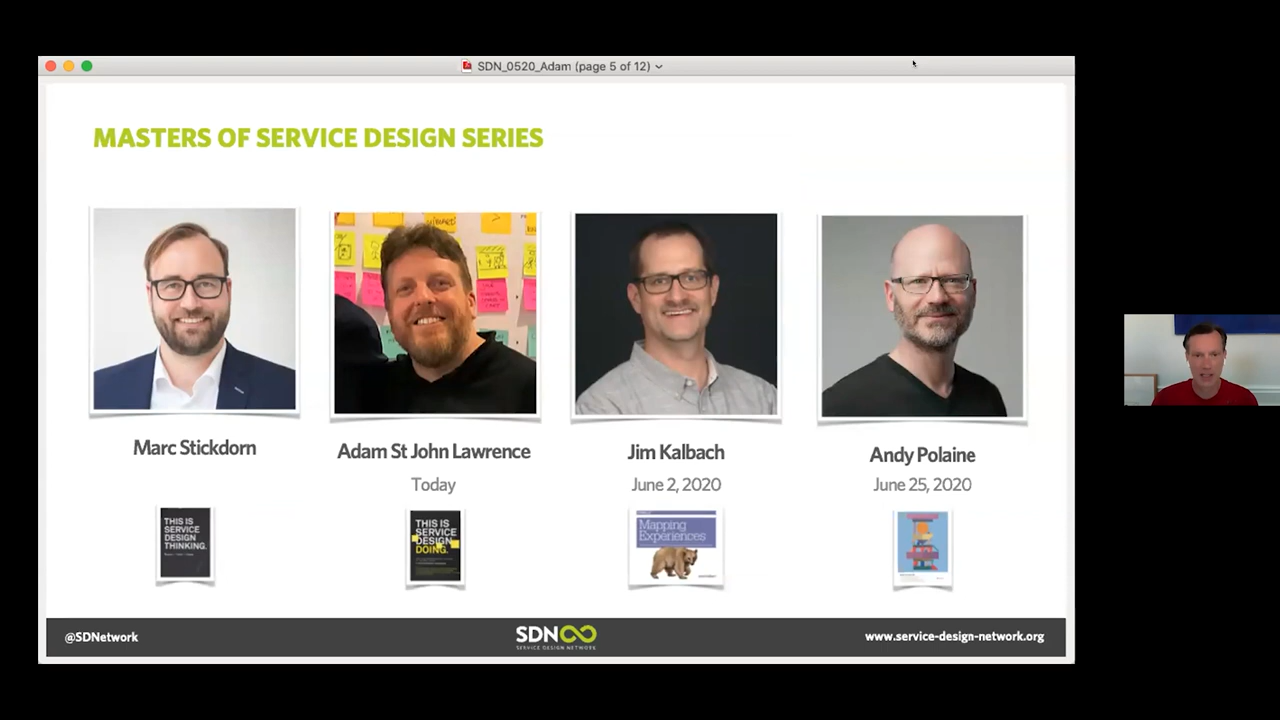 SDN_0520_Adam (page 5 of 12)
MASTERS OF SERVICE DESIGN SERIES
Marc Stickdorn
Adam St John Lawrence
Jim Kalbach
Andy Polaine
Today
June 2, 2020
June 25, 2020
THIS IS
SERVICE
DESIGN
THINKING.
THIS IS
SERVICE
DESIGN
DOING.
Mapping
Experiences
@SDNetwork
SDN
SERVICE DESIGN NETWORK
www.service-design-network.org